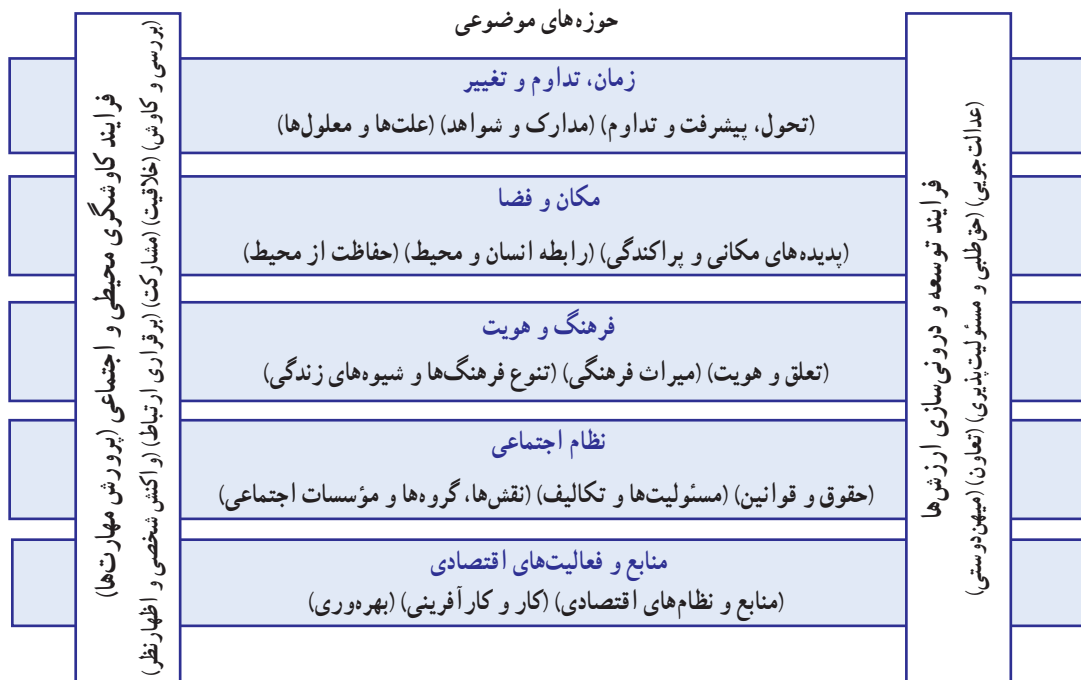 حوزه‌های موضوعی
زمان، تداوم و تغییر
(تحول، پیشرفت و تداوم) (مدارک و شواهد) (علت‌ها و معلول‌ها)
مکان و فضا
(پدیده‌های مکانی و پراکندگی) (رابطه انسان و محیط) (حفاظت از محیط)
فرهنگ و هویت
(تعلق و هویت) (میراث فرهنگی) (تنوع فرهنگ‌ها و شیوه‌های زندگی)
نظام اجتماعی
(حقوق و قوانین) (مسئولیت‌ها و تکالیف) (نقش‌ها، گروه‌ها و مؤسسات اجتماعی)
منابع و فعالیت‌های اقتصادی
(منابع و نظام‌های اقتصادی) (کار و کارآفرینی) (بهره‌وری)
فرایند توسعه و درونی‌سازی ارزش‌ها
(عدالت‌جویی) (حق‌طلبی و مسئولیت‌پذیری) (تعاون) (میهن‌دوستی)
فرایند کاوشگری محیطی و اجتماعی (پرورش مهارت‌ها)
(بررسی و کاوش) (خلاقیت) (مشارکت) (برقراری ارتباط) (واکنش شخصی و اظهارنظر)